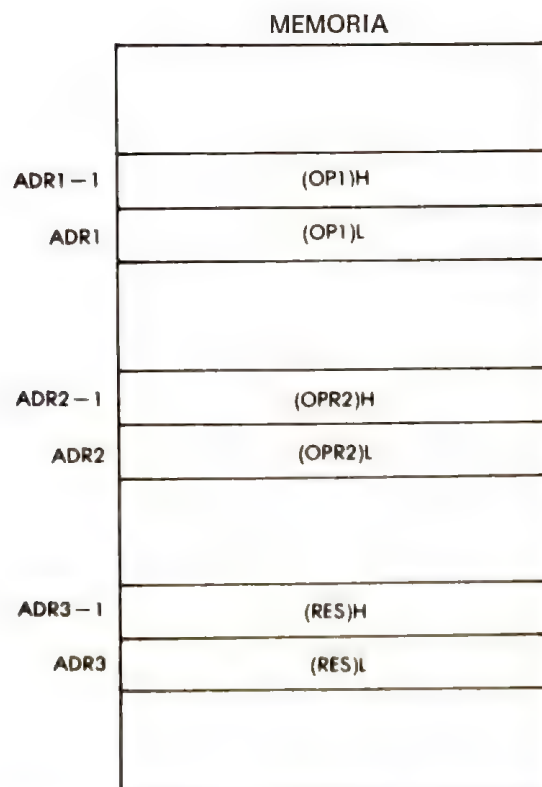 MEMORIA
ADR1-1 (OP1)H
ADR1 (OP1)L
ADR2-1 (OPR2)H
ADR2 (OPR2)L
ADR3-1 (RES)H
ADR3 (RES)L